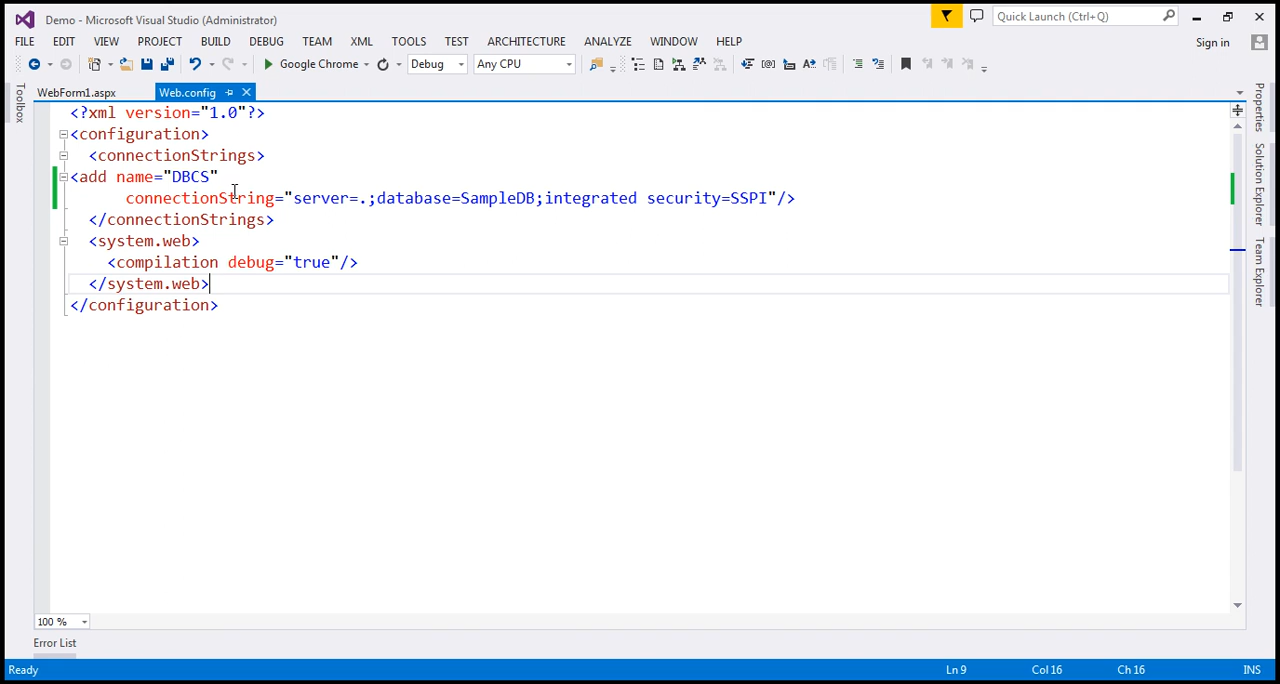 Demo - Microsoft Visual Studio (Administrator)
Quick Launch (Ctrl+Q)
FILE EDIT VIEW PROJECT BUILD DEBUG TEAM XML TOOLS TEST ARCHITECTURE ANALYZE WINDOW HELP
Sign in
Google Chrome Debug Any CPU
Toolbox
WebForm1.aspx Web.config
<?xml version="1.0"?>
<configuration>
<connectionStrings>
<add name="DBCS"
connectionString="server=.;database=SampleDB;integrated security=SSPI"/>
</connectionStrings>
<system.web>
<compilation debug="true"/>
</system.web>
</configuration>
Properties
Solution Explorer
Team Explorer
100 %
Error List
Ready
Ln 9 Col 16 Ch 16 INS